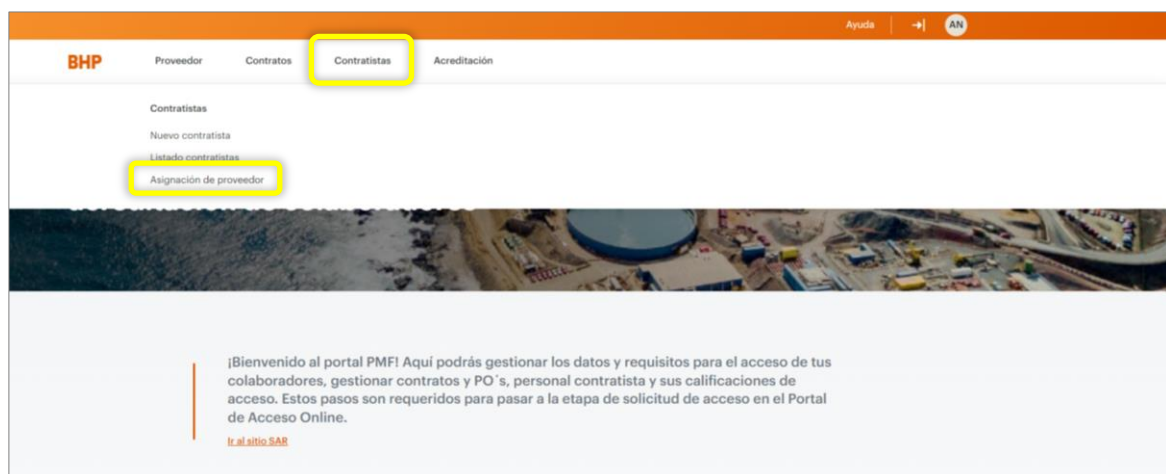 Ayuda
AN
BHP
Proveedor
Contratos
Contratistas
Acreditación
Contratistas
Nuevo contratista
Listado contratistas
Asignación de proveedor
¡Bienvenido al portal PMF! Aquí podrás gestionar los datos y requisitos para el acceso de tus
colaboradores, gestionar contratos y PO´s, personal contratista y sus calificaciones de
acceso. Estos pasos son requeridos para pasar a la etapa de solicitud de acceso en el Portal
de Acceso Online.
Ir al sitio SAR